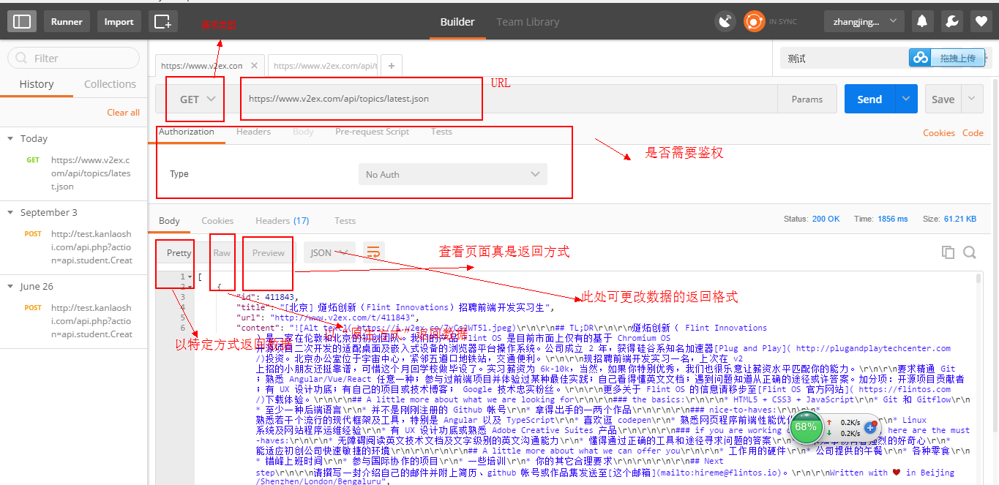 Runner
Import
Builder
Team Library
IN SYNC
zhangjing...
Filter
https://www.v2ex.con
https://www.v2ex.com/api/t
测试
拖拽上传
History
Collections
GET
https://www.v2ex.com/api/topics/latest.json
URL
Params
Send
Save
Clear all
Authorization
Headers
Body
Pre-request Script
Tests
Cookies
Code
Today
GET
https://www.v2ex.c
om/api/topics/lates
t.json
是否需要鉴权
Type
No Auth
September 3
POST
http://test.kanlaosh
i.com/api.php?actio
n=api.student.Creat
Body
Cookies
Headers (17)
Tests
Status: 200 OK
Time: 1856 ms
Size: 61.21 KB
Pretty
Raw
Preview
JSON
查看页面真是返回方式
此处可更改数据的返回格式
June 26
POST
http://test.kanlaosh
i.com/api.php?actio
n=api.student.Creat
以特定方式返回数据
以“原生方式”返回数据
1 [
2 {
3 "id": 411843,
4 "title": "[北京] 燧炻创新（Flint Innovations）招聘前端开发实习生",
5 "url": "http://www.v2ex.com/t/411843",
6 "content": "![Alt text]( https://i.v2ex.co/7yGs2WT5l.jpeg)\r\n\r\n## TL;DR\r\n\r\n燧炻创新（ Flint Innovations
）是一家在伦敦和北京的初创团队。我们的产品 Flint OS 是目前市面上仅有的基于 Chromium OS
开源项目二次开发的适配桌面及嵌入式设备的浏览器平台操作系统。公司成立 2 年，获得硅谷系知名加速器[Plug and Play]( http://plugandplaytechcenter.com
/)投资。北京办公室位于宇宙中心，紧邻五道口地铁站，交通便利。\r\n\r\n现招聘前端开发实习一名，上次在 v2
上招的小朋友还挺靠谱，可惜这个月回学校做毕设了。实习薪资为 6k-10k，当然，如果你特别优秀，我们也很乐意让薪资水平匹配你的能力。\r\n\r\n要求精通 Git
；熟悉 Angular/Vue/React 任意一种；参与过前端项目并体验过某种最佳实践；自己看得懂英文文档；遇到问题知道从正确的途径或许答案。加分项：开源项目贡献者
；有 UX 设计功底；有自己的项目或技术博客； Google 技术忠实粉丝。\r\n\r\n更多关于 Flint OS 的信息请移步至[Flint OS 官方网站]( https://flintos.com
/)下载体验。\r\n\r\n## A little more about what we are looking for\r\n\r\n### the basics:\r\n\r\n* HTML5 + CSS3 + JavaScript\r\n* Git 和 Gitflow\r\n
* 至少一种后端语言\r\n* 并不是刚刚注册的 Github 帐号\r\n* 拿得出手的一两个作品\r\n\r\n\r\n### nice-to-haves:\r\n\r\n*
熟悉若干个流行的现代框架及工具，特别是 Angular 以及 TypeScript\r\n* 喜欢逛 codepen\r\n* 熟悉网页程序前端性能优化 \r\n* Linux
系统及网站程序运维经验\r\n* 有 UX 设计功底或熟悉 Adobe Creative Suites 产品\r\n\r\n\r\n### if you are working here are the must
-haves:\r\n\r\n* 无障碍阅读英文技术文档及文字级别的英文沟通能力\r\n* 懂得通过正确的工具和途径寻求问题的答案\r\n* 强烈的好奇心\r\n*
能适应初创公司快速敏捷的环境\r\n\r\n\r\n\r\n## A little more about what we can offer you\r\n\r\n* 工作用的硬件\r\n* 公司提供的午餐\r\n* 各种零食\r\n
* 错峰上班时间\r\n* 参与国际协作的项目\r\n* 一些培训\r\n* 你的其它合理要求\r\n\r\n\r\n\r\n## Next
step\r\n\r\n请撰写一封介绍自己的邮件并附上简历、github 帐号或作品集发送至[这个邮箱](mailto:hireme@flintos.io)。\r\n\r\nWritten with ❤ in Beijing
/Shenzhen/London/Bengaluru",
68%
0.2K/s
0.2K/s